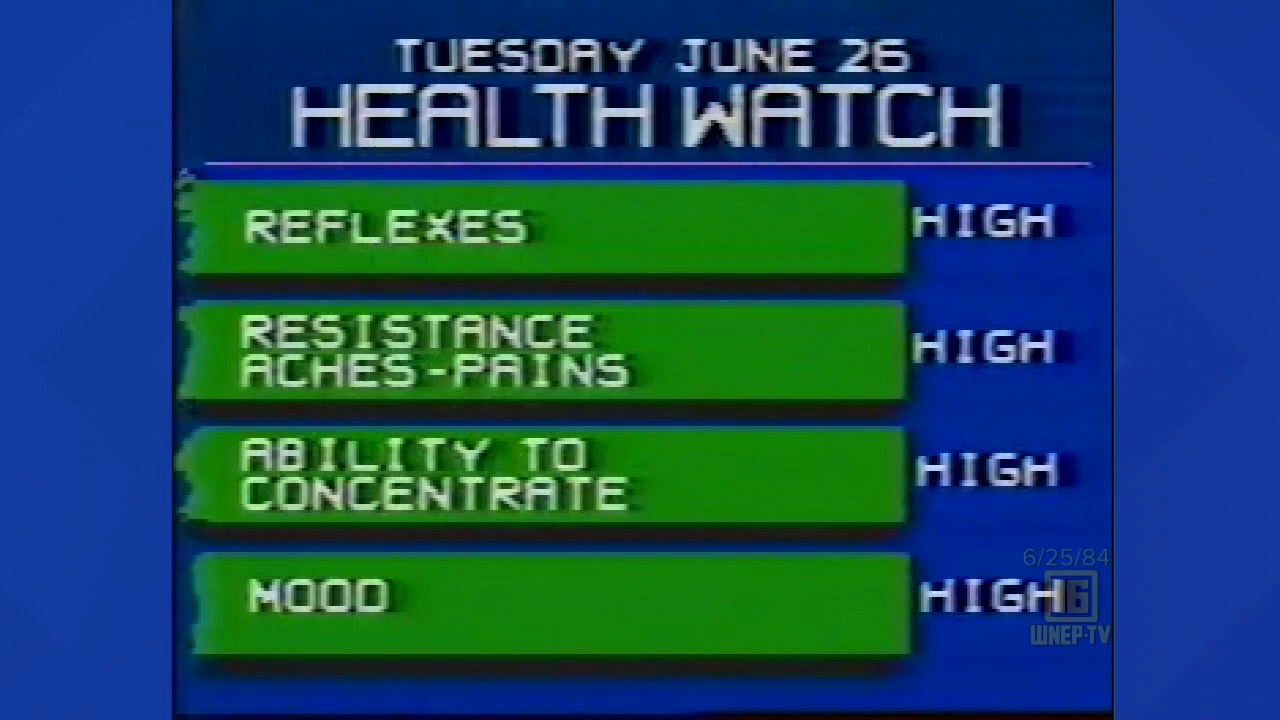 TUESDAY JUNE 26
HEALTH WATCH
REFLEXES HIGH
RESISTANCE
ACHES-PAINS HIGH
ABILITY TO
CONCENTRATE HIGH
MOOD HIGH
6/25/84
16
WNEP-TV